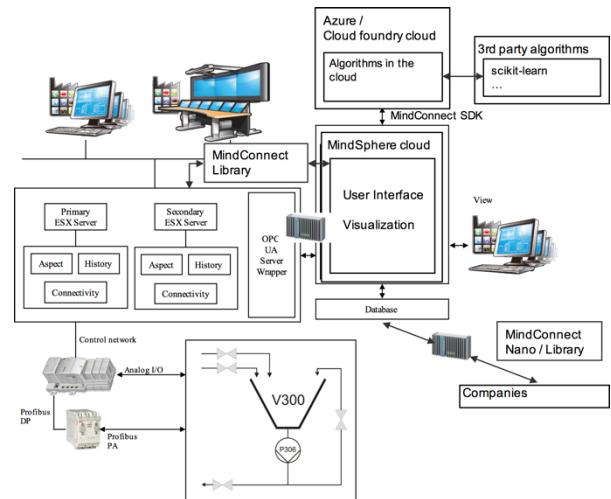 Azure /
Cloud foundry cloud
Algorithms in the
cloud
3rd party algorithms
scikit-learn
...
MindConnect SDK
MindConnect
Library
MindSphere cloud
User Interface
Visualization
View
Primary
ESX Server
Secondary
ESX Server
OPC
UA
Server
Wrapper
Aspect
History
Aspect
History
Connectivity
Connectivity
Database
MindConnect
Nano / Library
Companies
Control network
Analog I/O
Profibus
DP
Profibus
PA
V300
P306